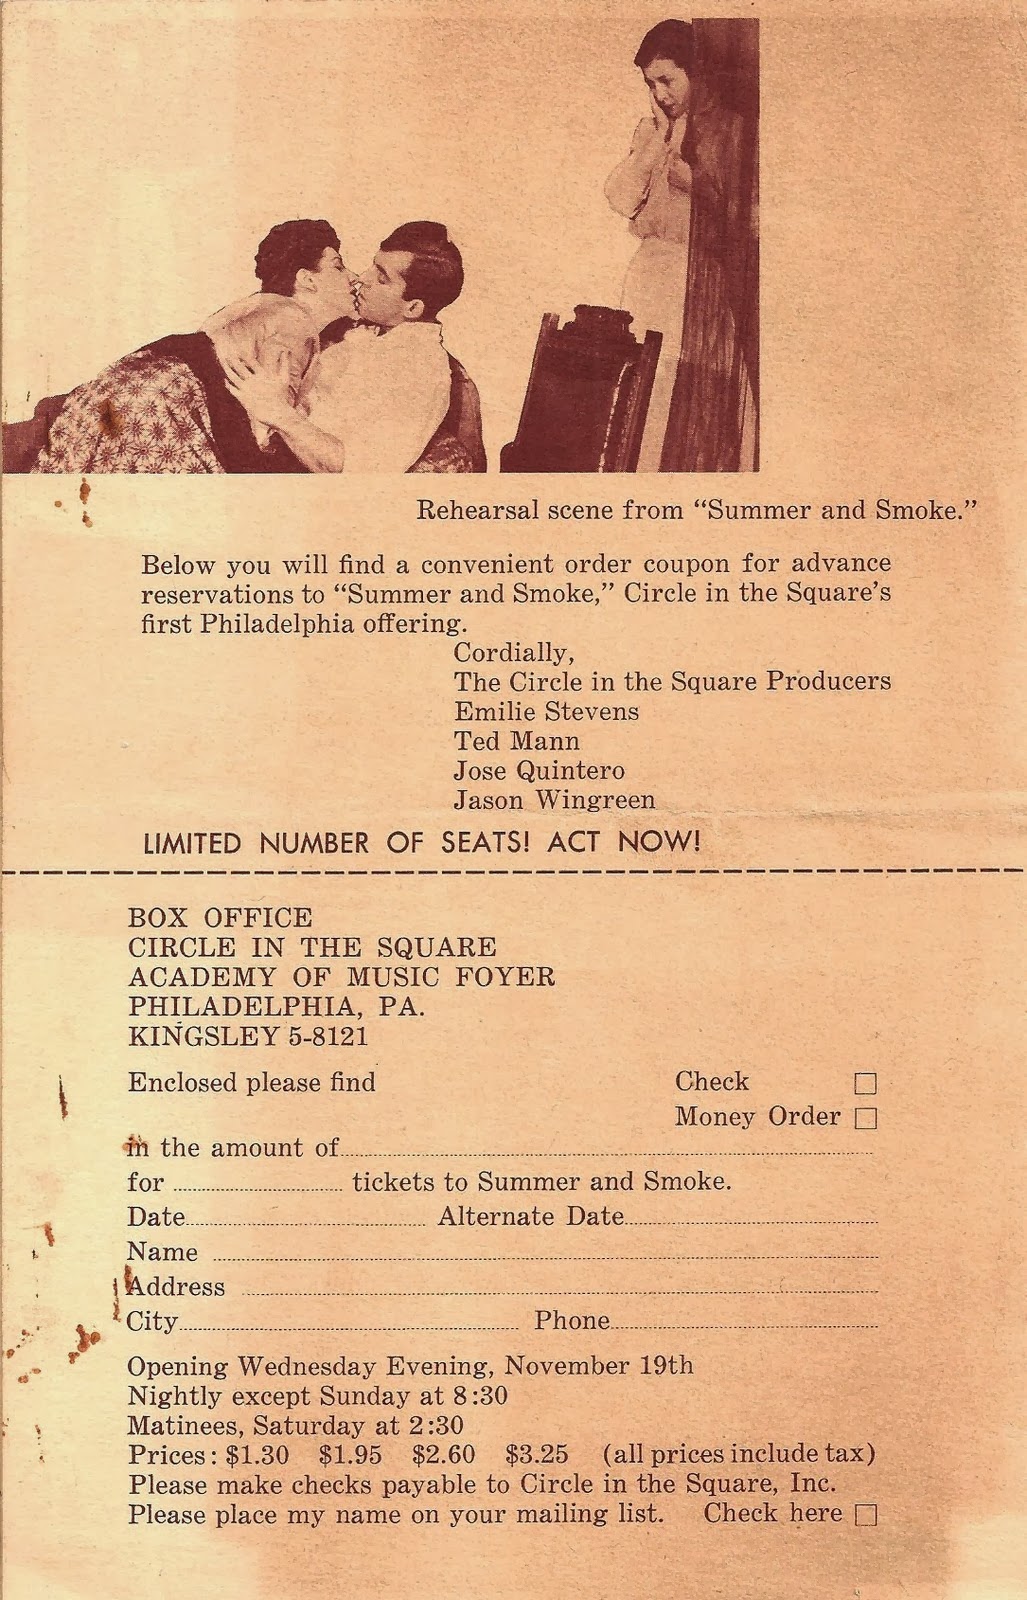 Rehearsal scene from “Summer and Smoke.”
Below you will find a convenient order coupon for advance
reservations to “Summer and Smoke,” Circle in the Square’s
first Philadelphia offering.
Cordially,
The Circle in the Square Producers
Emilie Stevens
Ted Mann
Jose Quintero
Jason Wingreen
LIMITED NUMBER OF SEATS! ACT NOW!
BOX OFFICE
CIRCLE IN THE SQUARE
ACADEMY OF MUSIC FOYER
PHILADELPHIA, PA.
KINGSLEY 5-8121
Enclosed please find Check □
Money Order □
in the amount of
for tickets to Summer and Smoke.
Date Alternate Date
Name
Address
City Phone
Opening Wednesday Evening, November 19th
Nightly except Sunday at 8:30
Matinees, Saturday at 2:30
Prices: $1.30 $1.95 $2.60 $3.25 (all prices include tax)
Please make checks payable to Circle in the Square, Inc.
Please place my name on your mailing list. Check here □